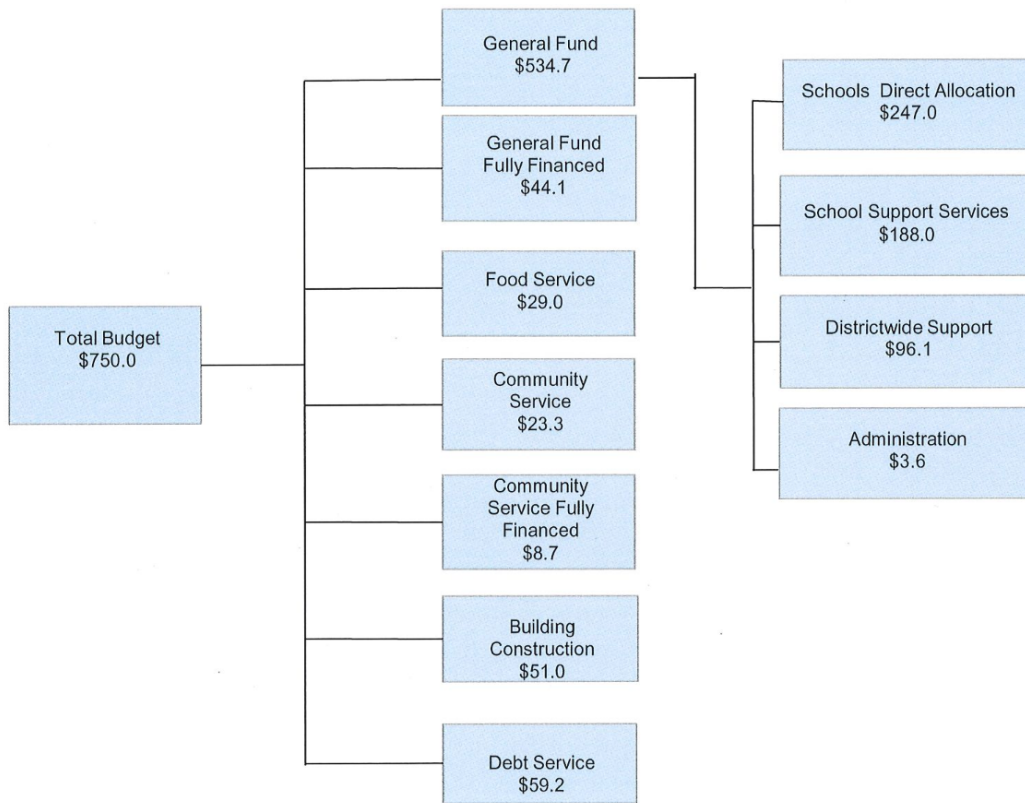 Total Budget
$750.0
General Fund
$534.7
General Fund
Fully Financed
$44.1
Food Service
$29.0
Community
Service
$23.3
Community
Service Fully
Financed
$8.7
Building
Construction
$51.0
Debt Service
$59.2
Schools Direct Allocation
$247.0
School Support Services
$188.0
Districtwide Support
$96.1
Administration
$3.6